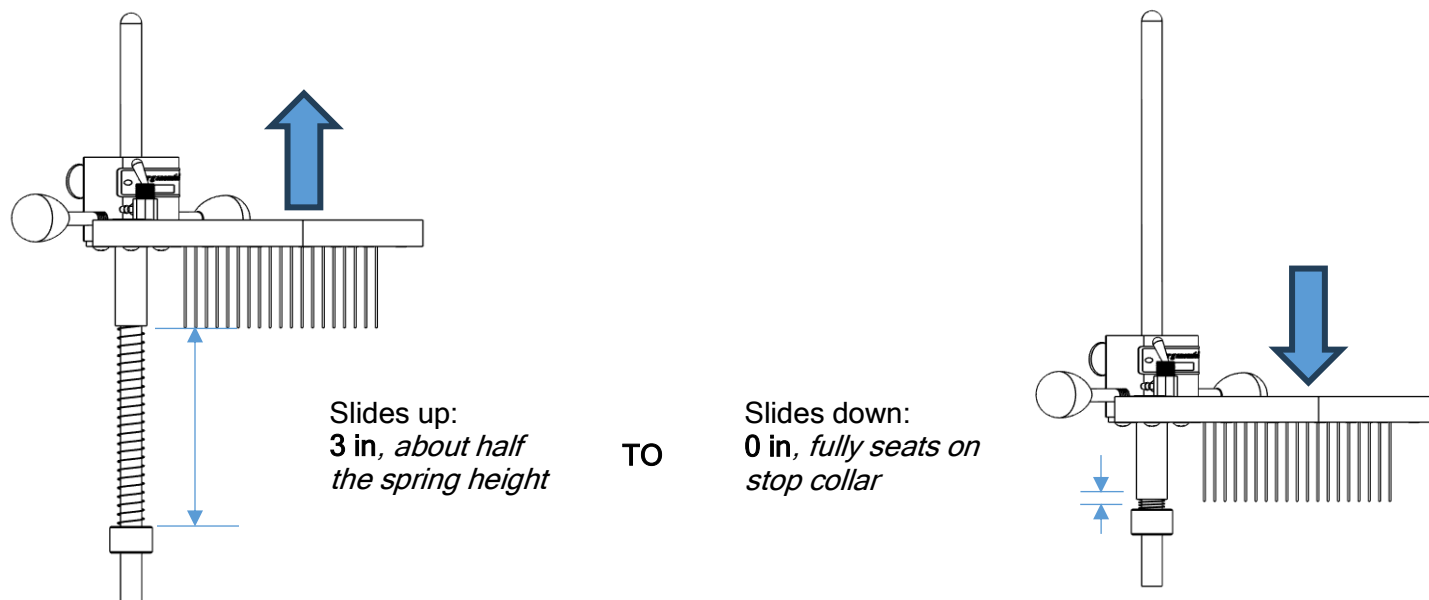 Slides up:
3 in, about half
the spring height
TO
Slides down:
0 in, fully seats on
stop collar